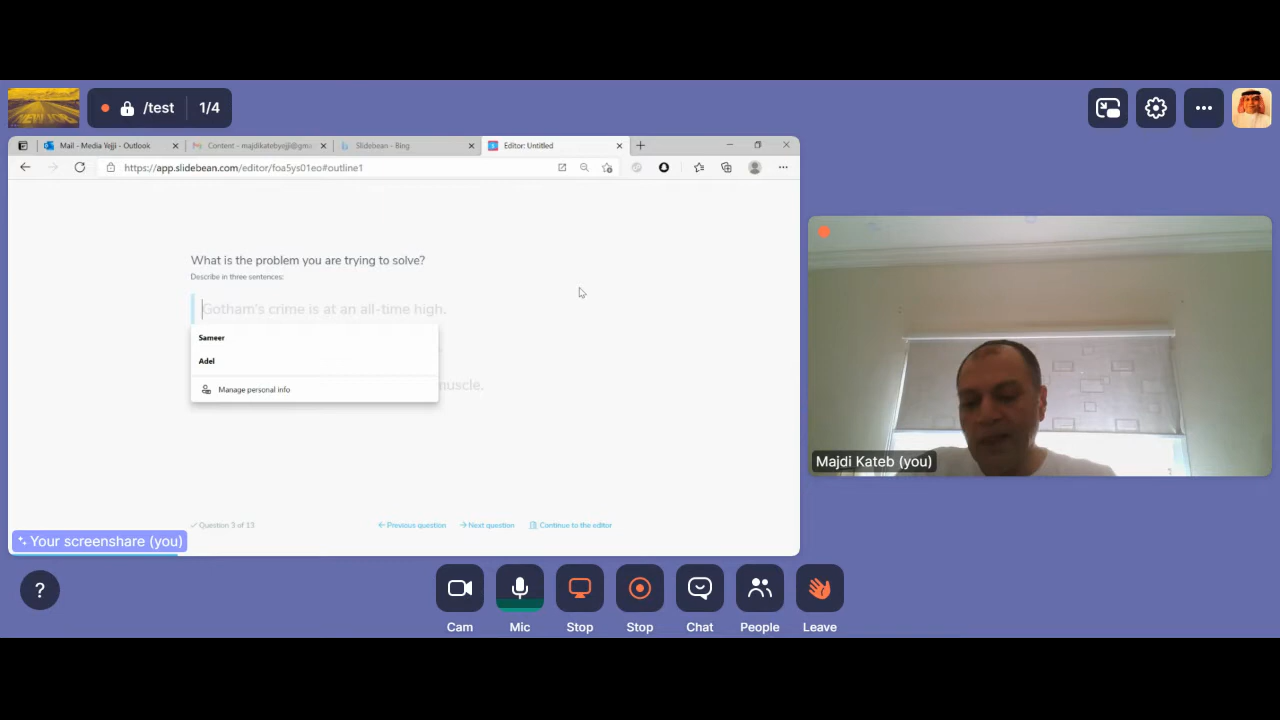 /test 1/4
Mail - Media Yejji - Outlook
Content - majdikatebyejji@gma
Slidebean - Bing
Editor: Untitled
https://app.slidebean.com/editor/foa5ys01eo#outline1
What is the problem you are trying to solve?
Describe in three sentences:
Gotham's crime is at an all-time high.
Sameer
Adel
muscle.
Manage personal info
Question 3 of 13
Previous question
Next question
Continue to the editor
Your screenshare (you)
Majdi Kateb (you)
?
Cam
Mic
Stop
Stop
Chat
People
Leave